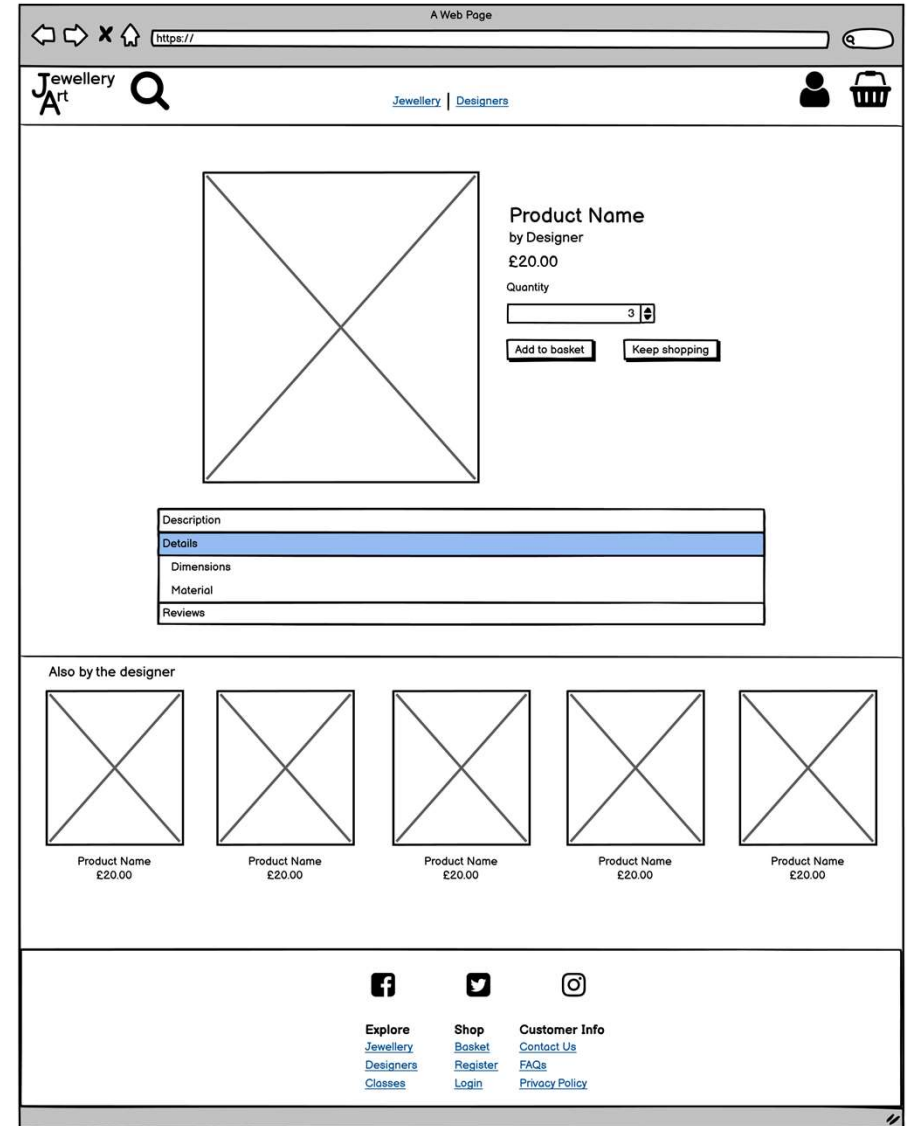 A Web Page
https://
Jewellery
Art
Jewellery | Designers
Product Name
by Designer
£20.00
Quantity
3
Add to basket Keep shopping
Description
Details
Dimensions
Material
Reviews
Also by the designer
Product Name Product Name Product Name Product Name Product Name
£20.00 £20.00 £20.00 £20.00 £20.00
Explore Shop Customer Info
Jewellery Basket Contact Us
Designers Register FAQs
Classes Login Privacy Policy